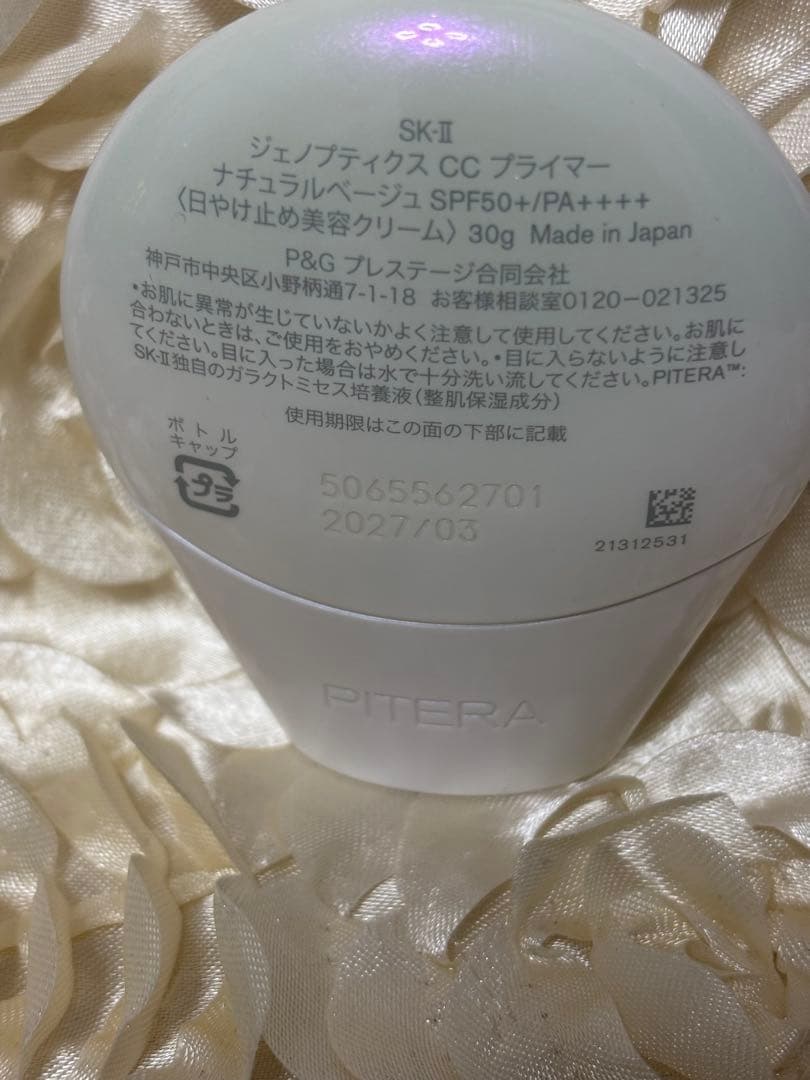 SK-II
ジェノプティクス CC プライマー
ナチュラルベージュ SPF50+/PA++++
〈日やけ止め美容クリーム〉 30g Made in Japan
P&G プレステージ合同会社
神戸市中央区小野柄通7-1-18 お客様相談室0120-021325
•お肌に異常が生じていないかよく注意して使用してください。お肌に
合わないときは、ご使用をおやめください。•目に入らないように注意し
てください。目に入った場合は水で十分洗い流してください。PITERA™:
SK-II独自のガラクトミセス培養液(整肌保湿成分)
使用期限はこの面の下部に記載
ボトル
キャップ
プラ
5065562701
2027/03
21312531
PITERA